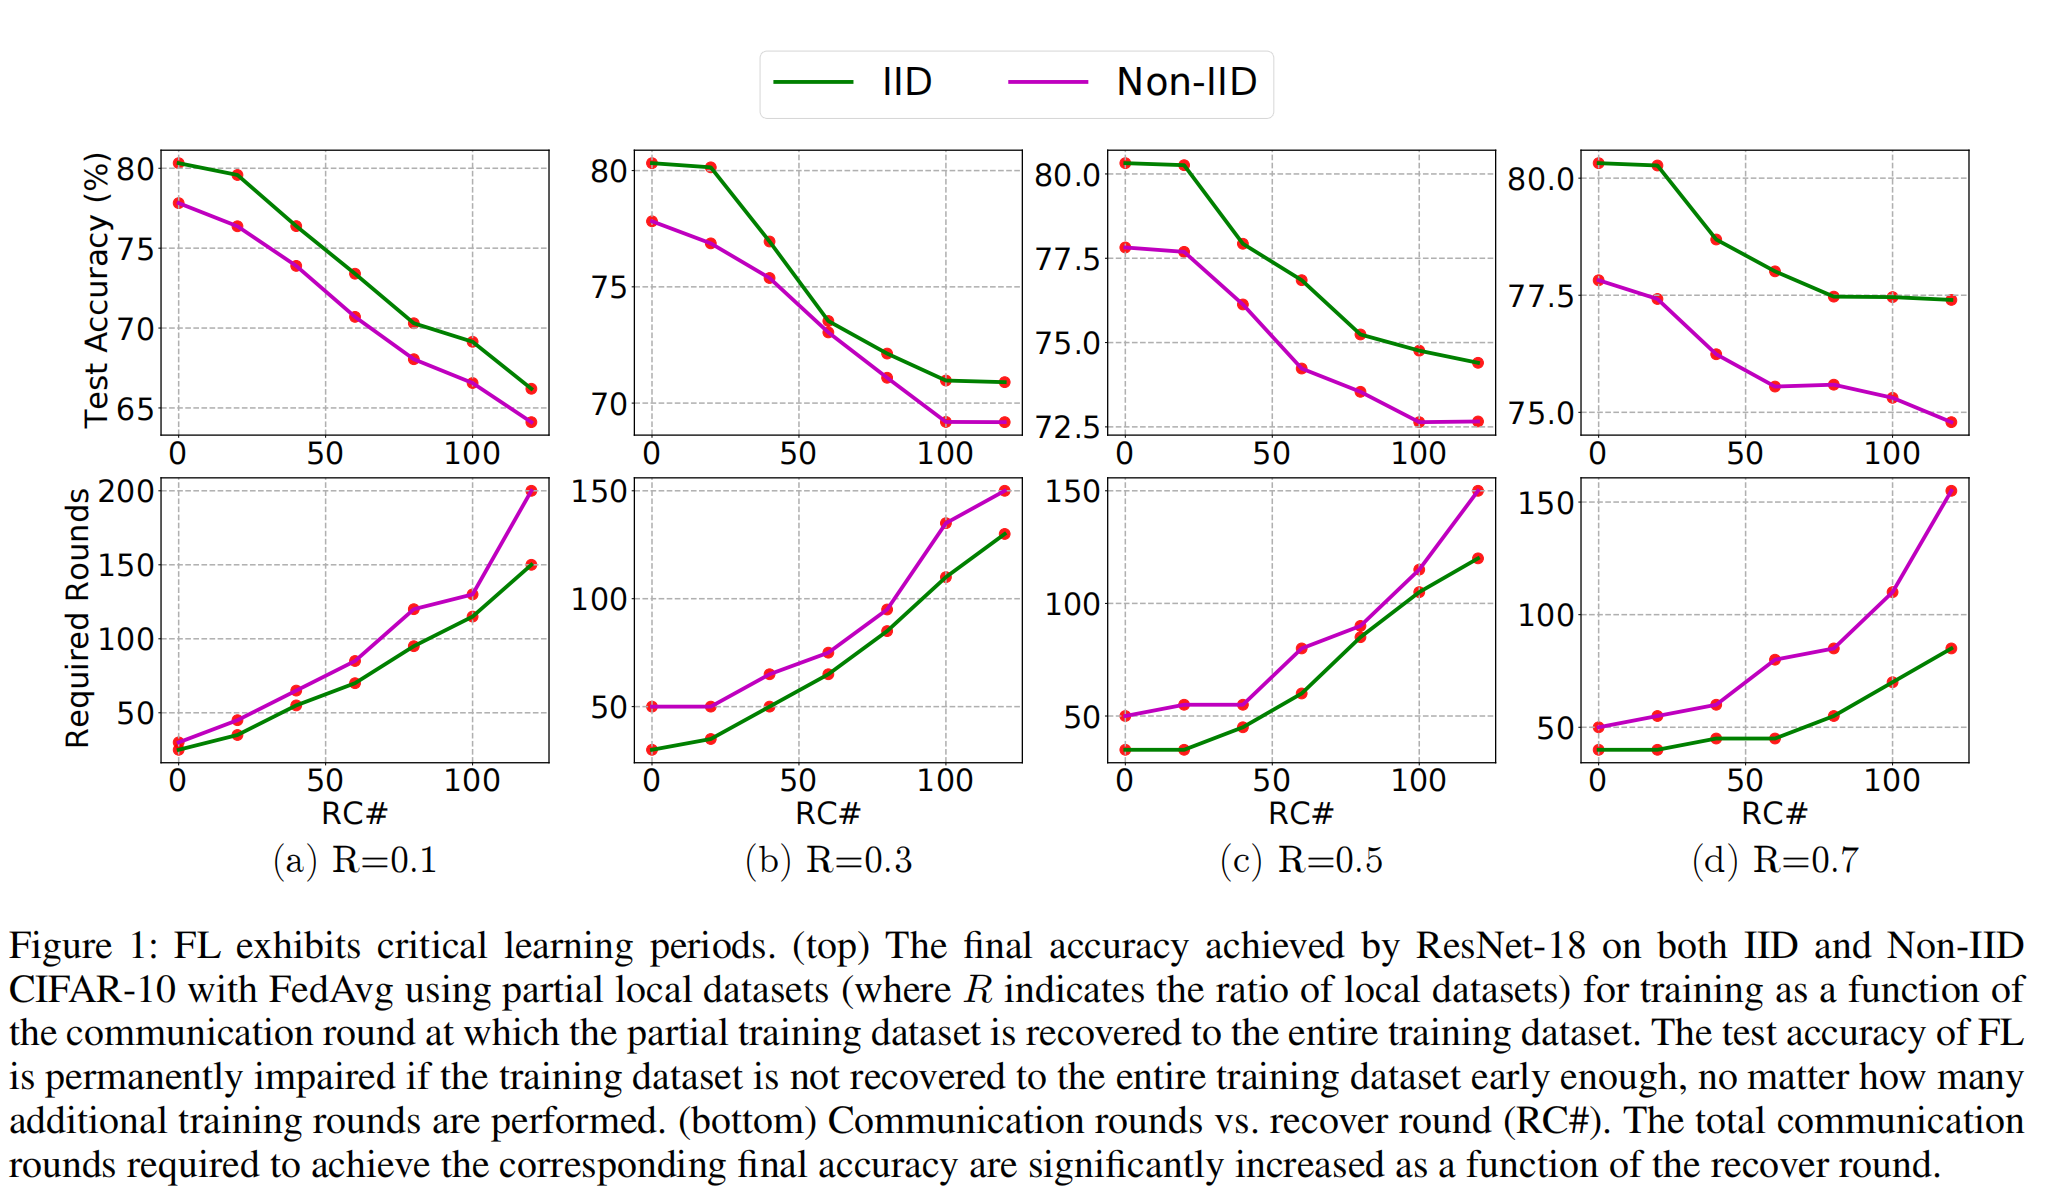 IID Non-IID
Test Accuracy (%)
80
75
70
65
0 50 100
80
75
70
0 50 100
80.0
77.5
75.0
72.5
0 50 100
80.0
77.5
75.0
0 50 100
Required Rounds
200
150
100
50
0 50 100
RC#
150
100
50
0 50 100
RC#
150
100
50
0 50 100
RC#
150
100
50
0 50 100
RC#
(a) R=0.1
(b) R=0.3
(c) R=0.5
(d) R=0.7
Figure 1: FL exhibits critical learning periods. (top) The final accuracy achieved by ResNet-18 on both IID and Non-IID
CIFAR-10 with FedAvg using partial local datasets (where R indicates the ratio of local datasets) for training as a function of
the communication round at which the partial training dataset is recovered to the entire training dataset. The test accuracy of FL
is permanently impaired if the training dataset is not recovered to the entire training dataset early enough, no matter how many
additional training rounds are performed. (bottom) Communication rounds vs. recover round (RC#). The total communication
rounds required to achieve the corresponding final accuracy are significantly increased as a function of the recover round.